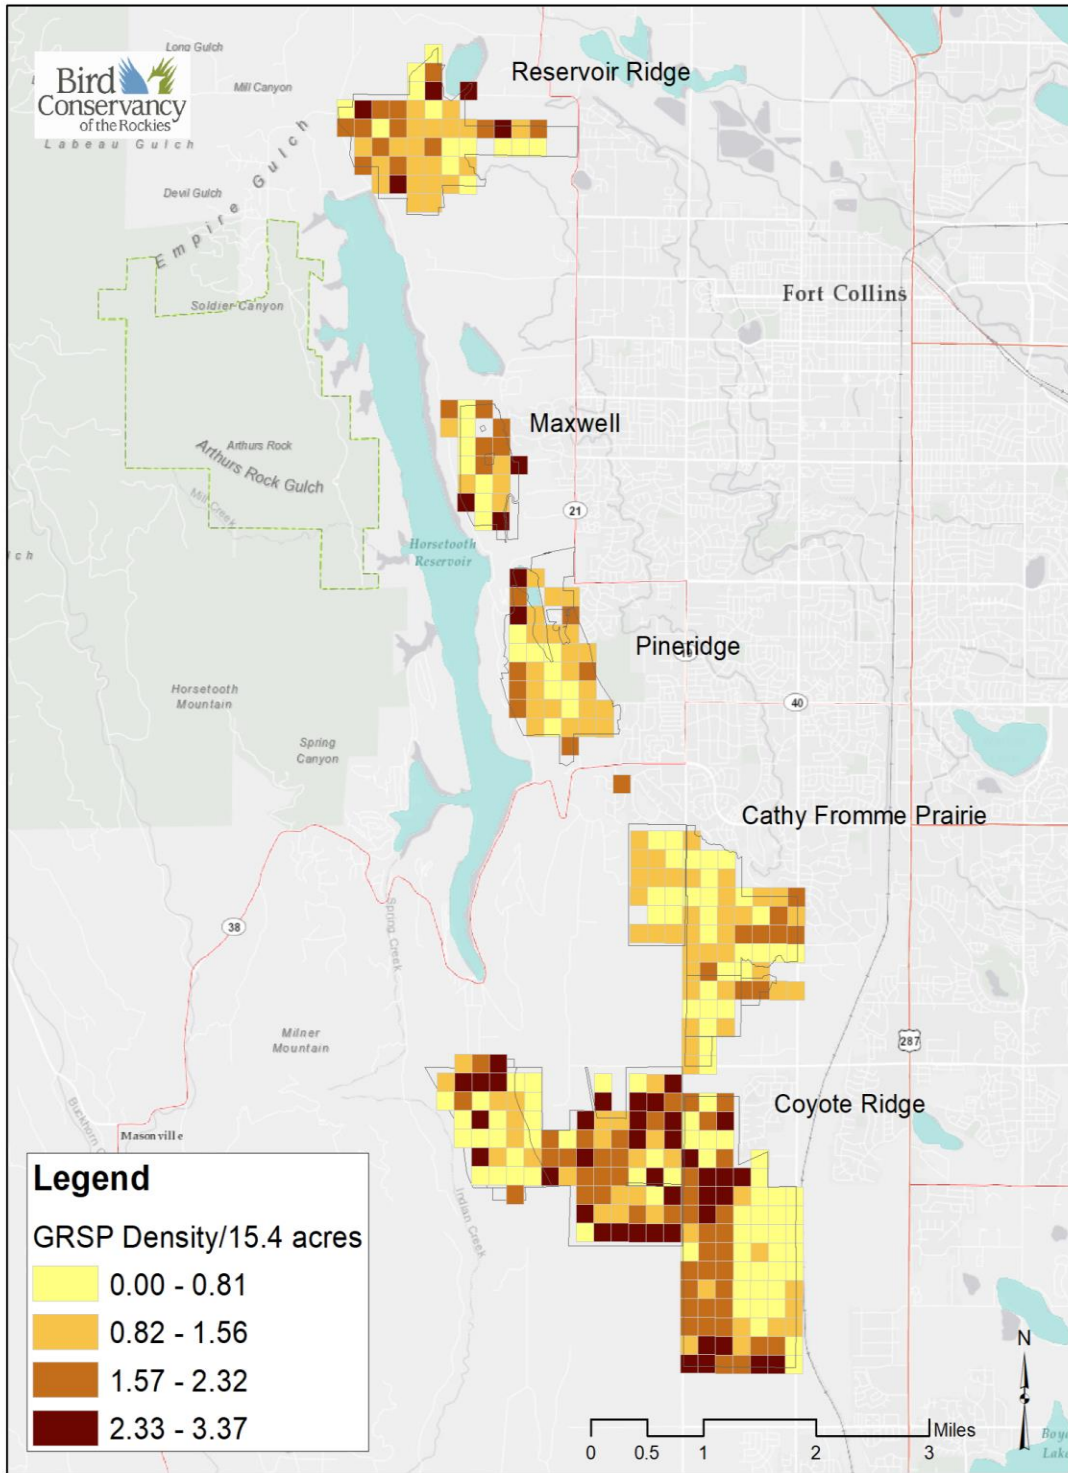 Long Gulch
Reservoir Ridge
Bird
Conservancy
of the Rockies
Mill Canyon
Labeau Gulch
Devil Gulch
Empire Gulch
Soldier Canyon
Fort Collins
Maxwell
Arthurs Rock
Arthurs Rock Gulch
Mill Creek
21
Horsetooth
Reservoir
Pineridge
Horsetooth
Mountain
40
Spring
Canyon
Cathy Fromme Prairie
Spring Creek
38
Milner
Mountain
287
Coyote Ridge
Masonville
Indian Creek
Legend
GRSP Density/15.4 acres
0.00 - 0.81
0.82 - 1.56
1.57 - 2.32
2.33 - 3.37
N
Miles
0 0.5 1 2 3